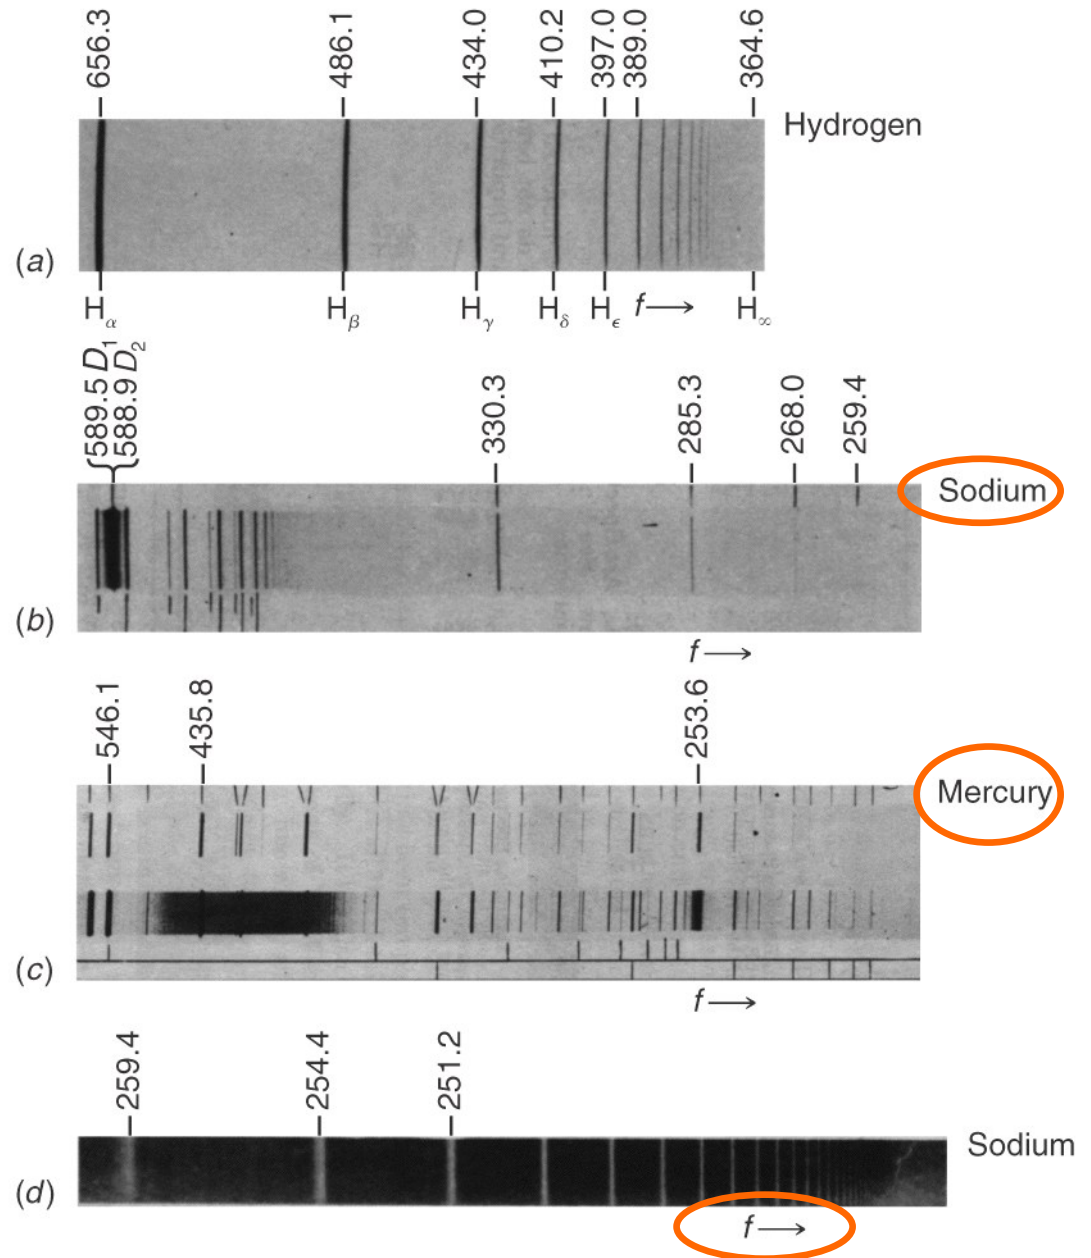 656.3 486.1 434.0 410.2 397.0 389.0 364.6
Hydrogen
(a)
Hα Hβ Hγ Hδ Hϵ f → H∞
589.5 D1
588.9 D2
330.3 285.3 268.0 259.4
Sodium
(b)
f →
546.1 435.8 253.6
Mercury
(c)
f →
259.4 254.4 251.2
Sodium
(d)
f →